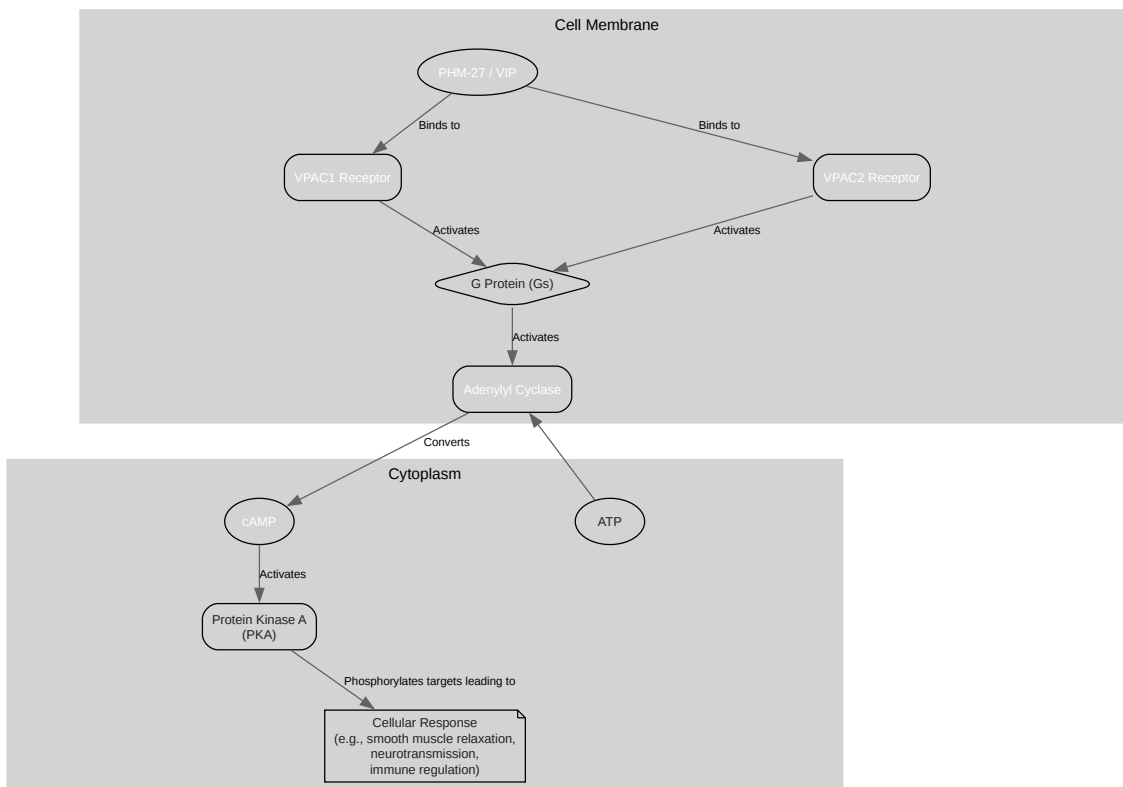 Cell Membrane
PHM-27 / VIP
Binds to
Binds to
VPAC1 Receptor
VPAC2 Receptor
Activates
Activates
G Protein (Gs)
Activates
Adenylyl Cyclase
Converts
Cytoplasm
cAMP
ATP
Activates
Protein Kinase A
(PKA)
Phosphorylates targets leading to
Cellular Response
(e.g., smooth muscle relaxation,
neurotransmission,
immune regulation)